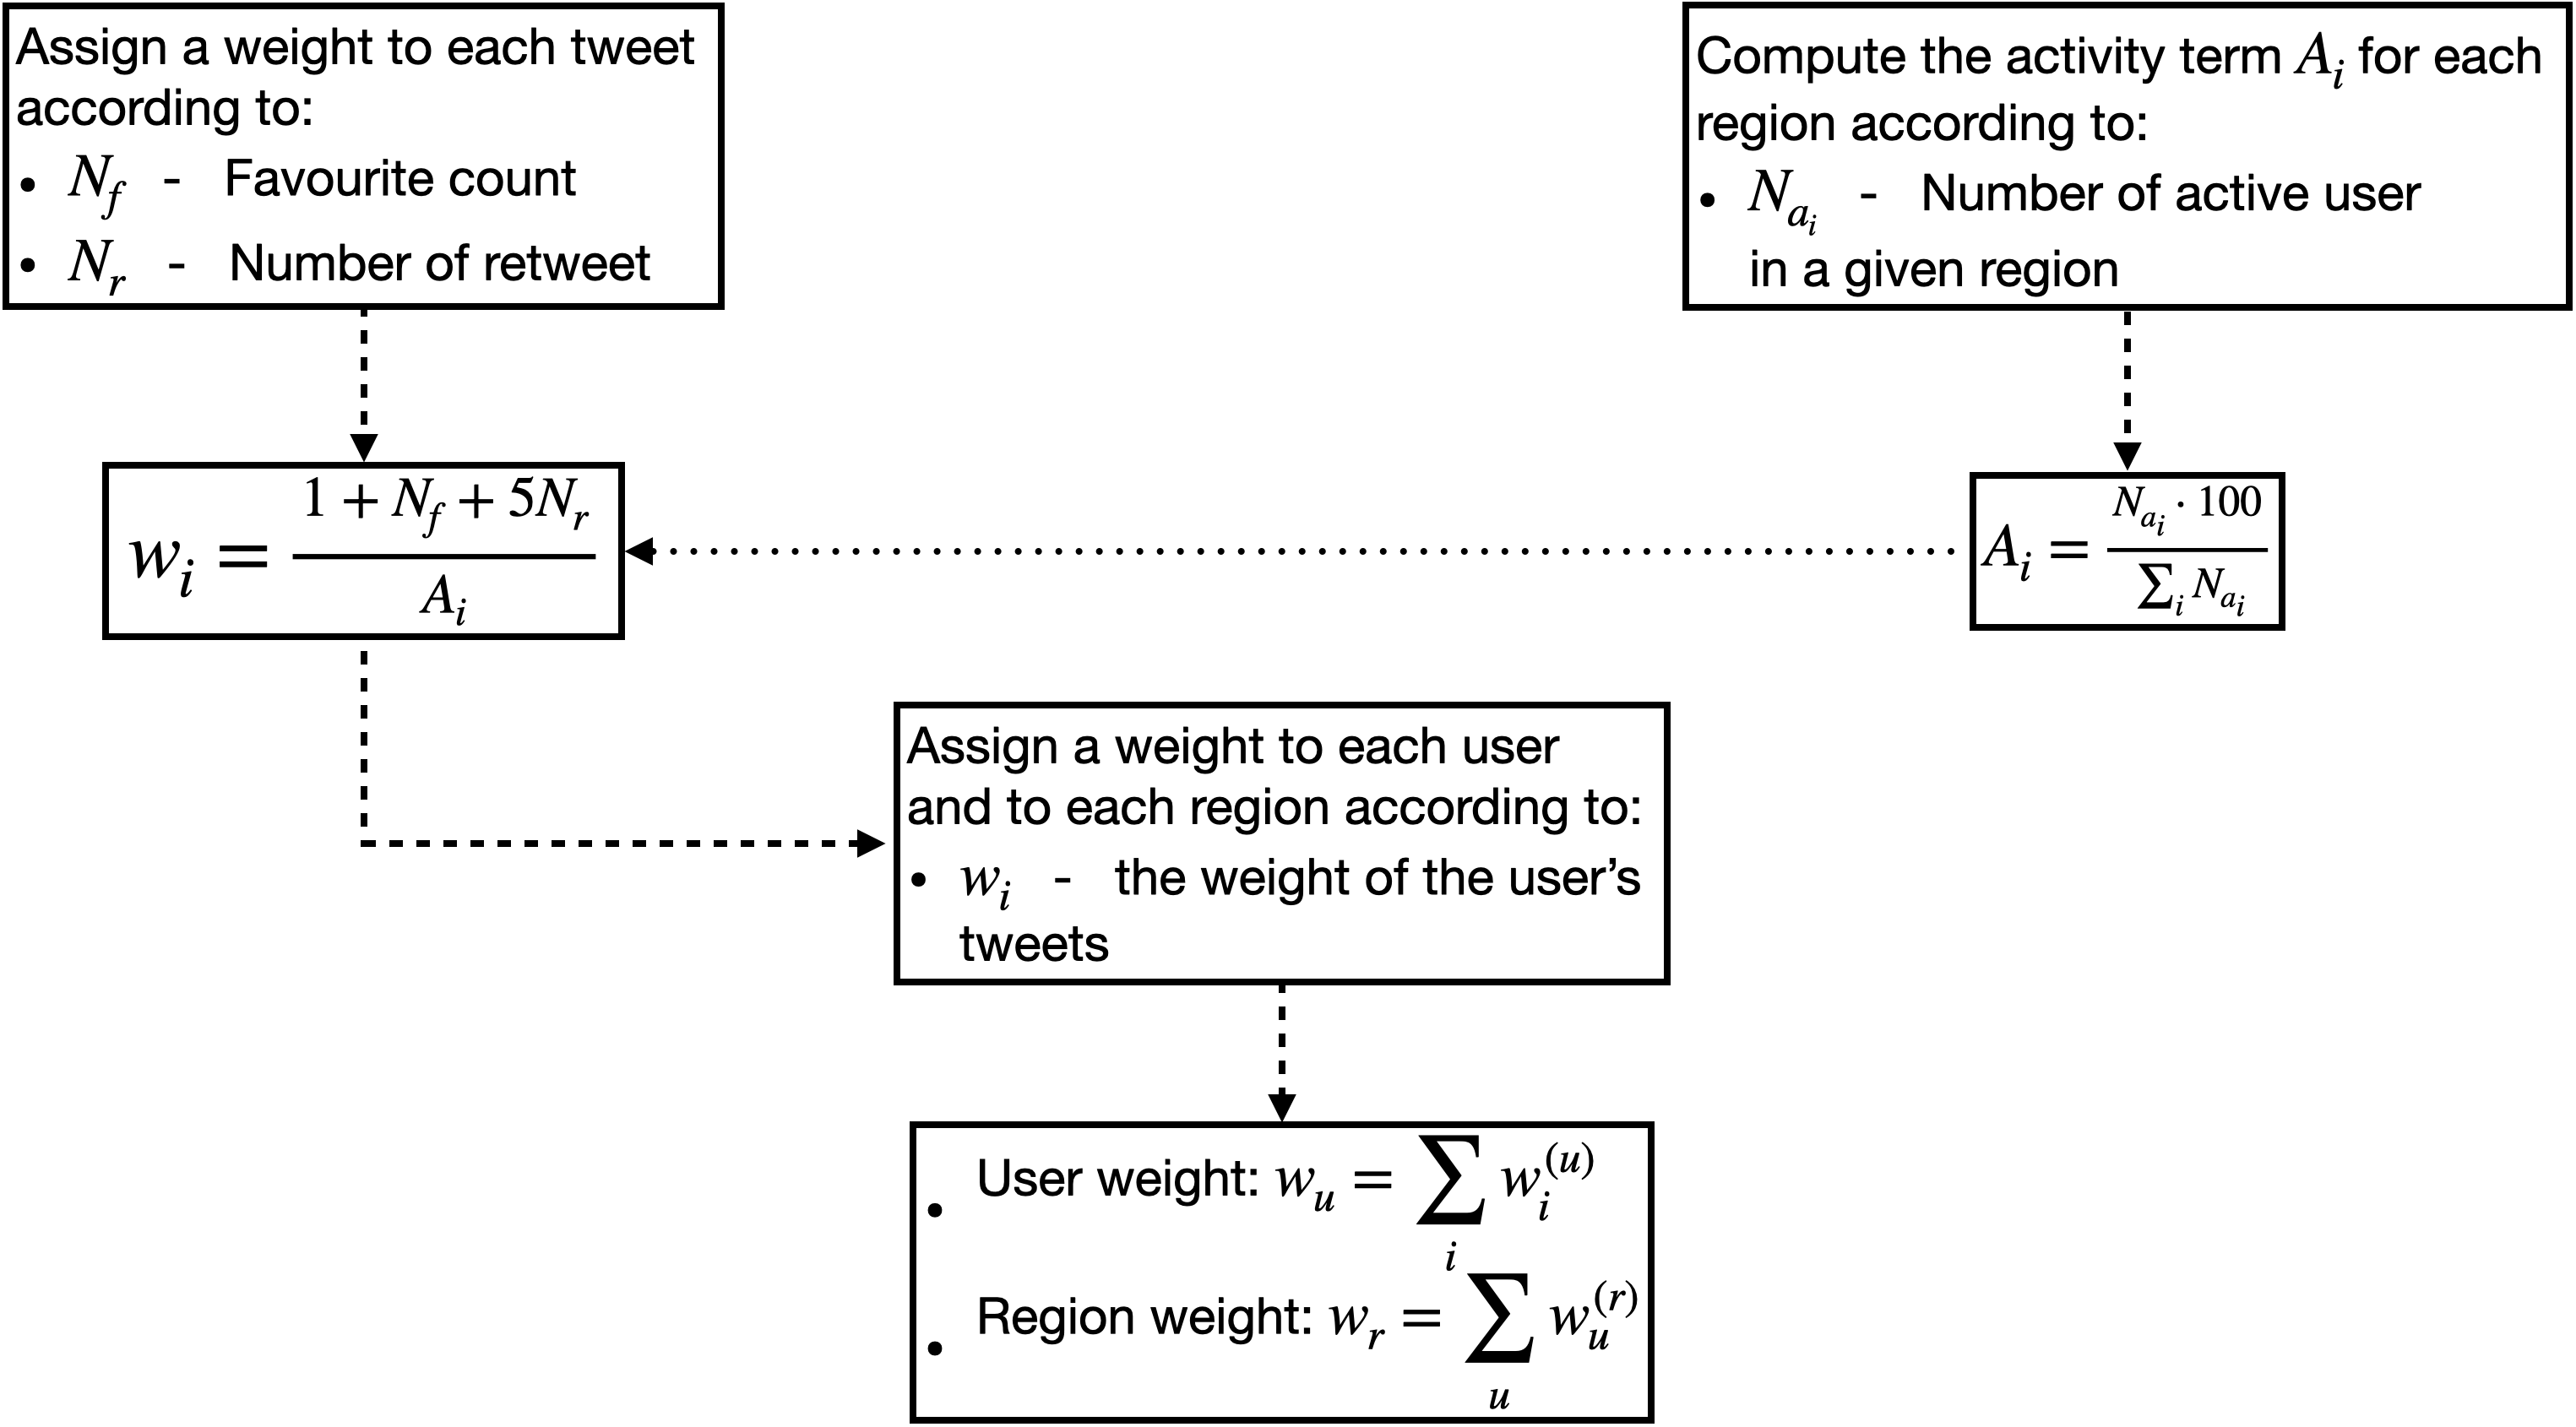 Assign a weight to each tweet
according to:
• N_f - Favourite count
• N_r - Number of retweet
Compute the activity term A_i for each
region according to:
• N_{a_i} - Number of active user
in a given region
w_i = \frac{1 + N_f + 5N_r}{A_i}
A_i = \frac{N_{a_i} \cdot 100}{\sum_i N_{a_i}}
Assign a weight to each user
and to each region according to:
• w_i - the weight of the user’s
tweets
• User weight: w_u = \sum_i w_i^{(u)}
• Region weight: w_r = \sum_u w_u^{(r)}